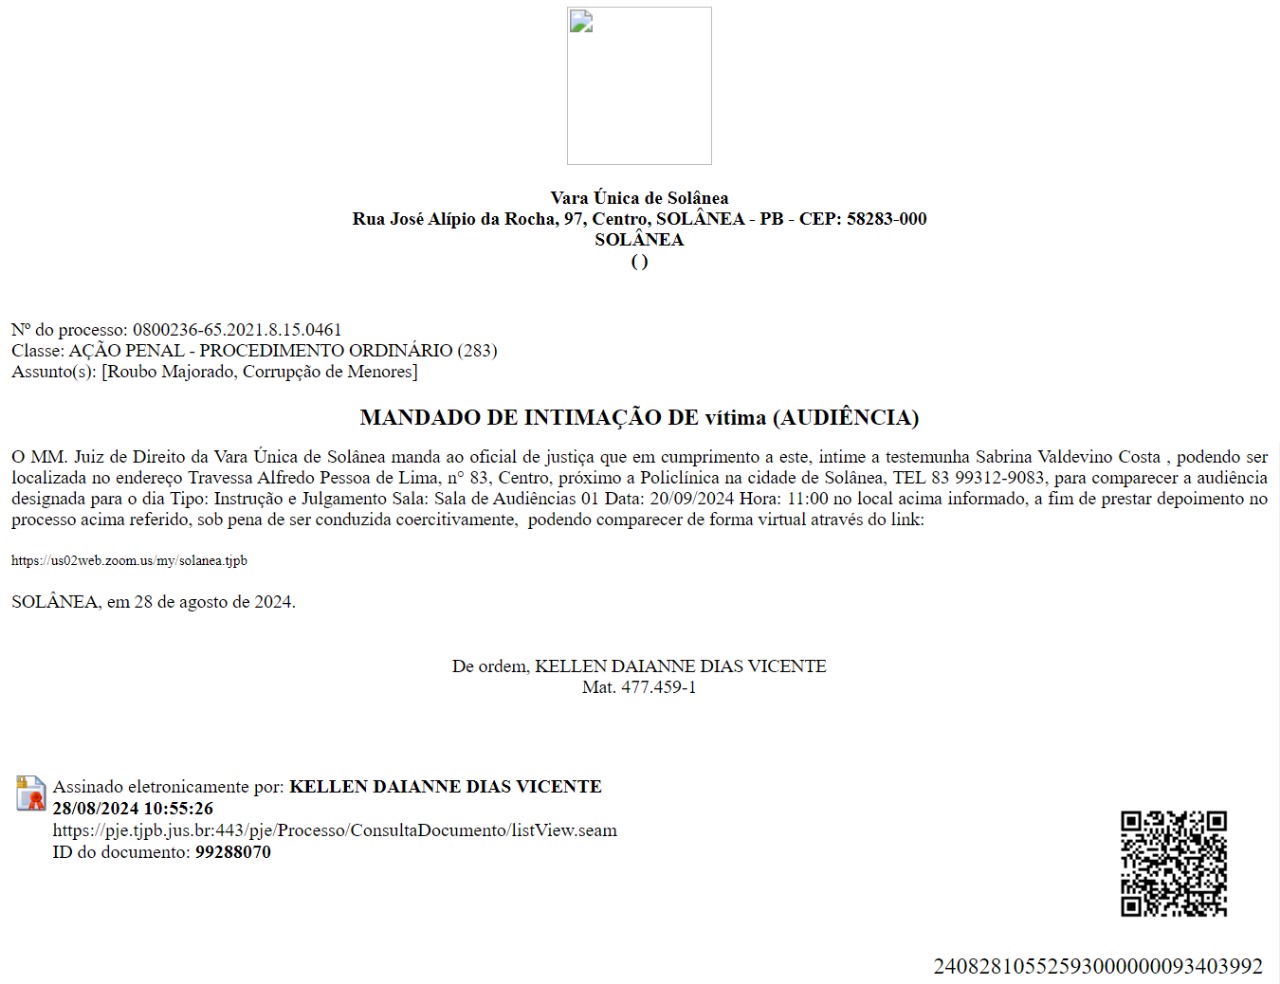 Vara Única de Solânea
Rua José Alípio da Rocha, 97, Centro, SOLÂNEA - PB - CEP: 58283-000
SOLÂNEA
( )
Nº do processo: 0800236-65.2021.8.15.0461
Classe: AÇÃO PENAL - PROCEDIMENTO ORDINÁRIO (283)
Assunto(s): [Roubo Majorado, Corrupção de Menores]
MANDADO DE INTIMAÇÃO DE vítima (AUDIÊNCIA)
O MM. Juiz de Direito da Vara Única de Solânea manda ao oficial de justiça que em cumprimento a este, intime a testemunha Sabrina Valdevino Costa , podendo ser
localizada no endereço Travessa Alfredo Pessoa de Lima, n° 83, Centro, próximo a Policlínica na cidade de Solânea, TEL 83 99312-9083, para comparecer a audiência
designada para o dia Tipo: Instrução e Julgamento Sala: Sala de Audiências 01 Data: 20/09/2024 Hora: 11:00 no local acima informado, a fim de prestar depoimento no
processo acima referido, sob pena de ser conduzida coercitivamente,  podendo comparecer de forma virtual através do link:
https://us02web.zoom.us/my/solanea.tjpb
SOLÂNEA, em 28 de agosto de 2024.
De ordem, KELLEN DAIANNE DIAS VICENTE
Mat. 477.459-1
Assinado eletronicamente por: KELLEN DAIANNE DIAS VICENTE
28/08/2024 10:55:26
https://pje.tjpb.jus.br:443/pje/Processo/ConsultaDocumento/listView.seam
ID do documento: 99288070
24082810552593000000093403992